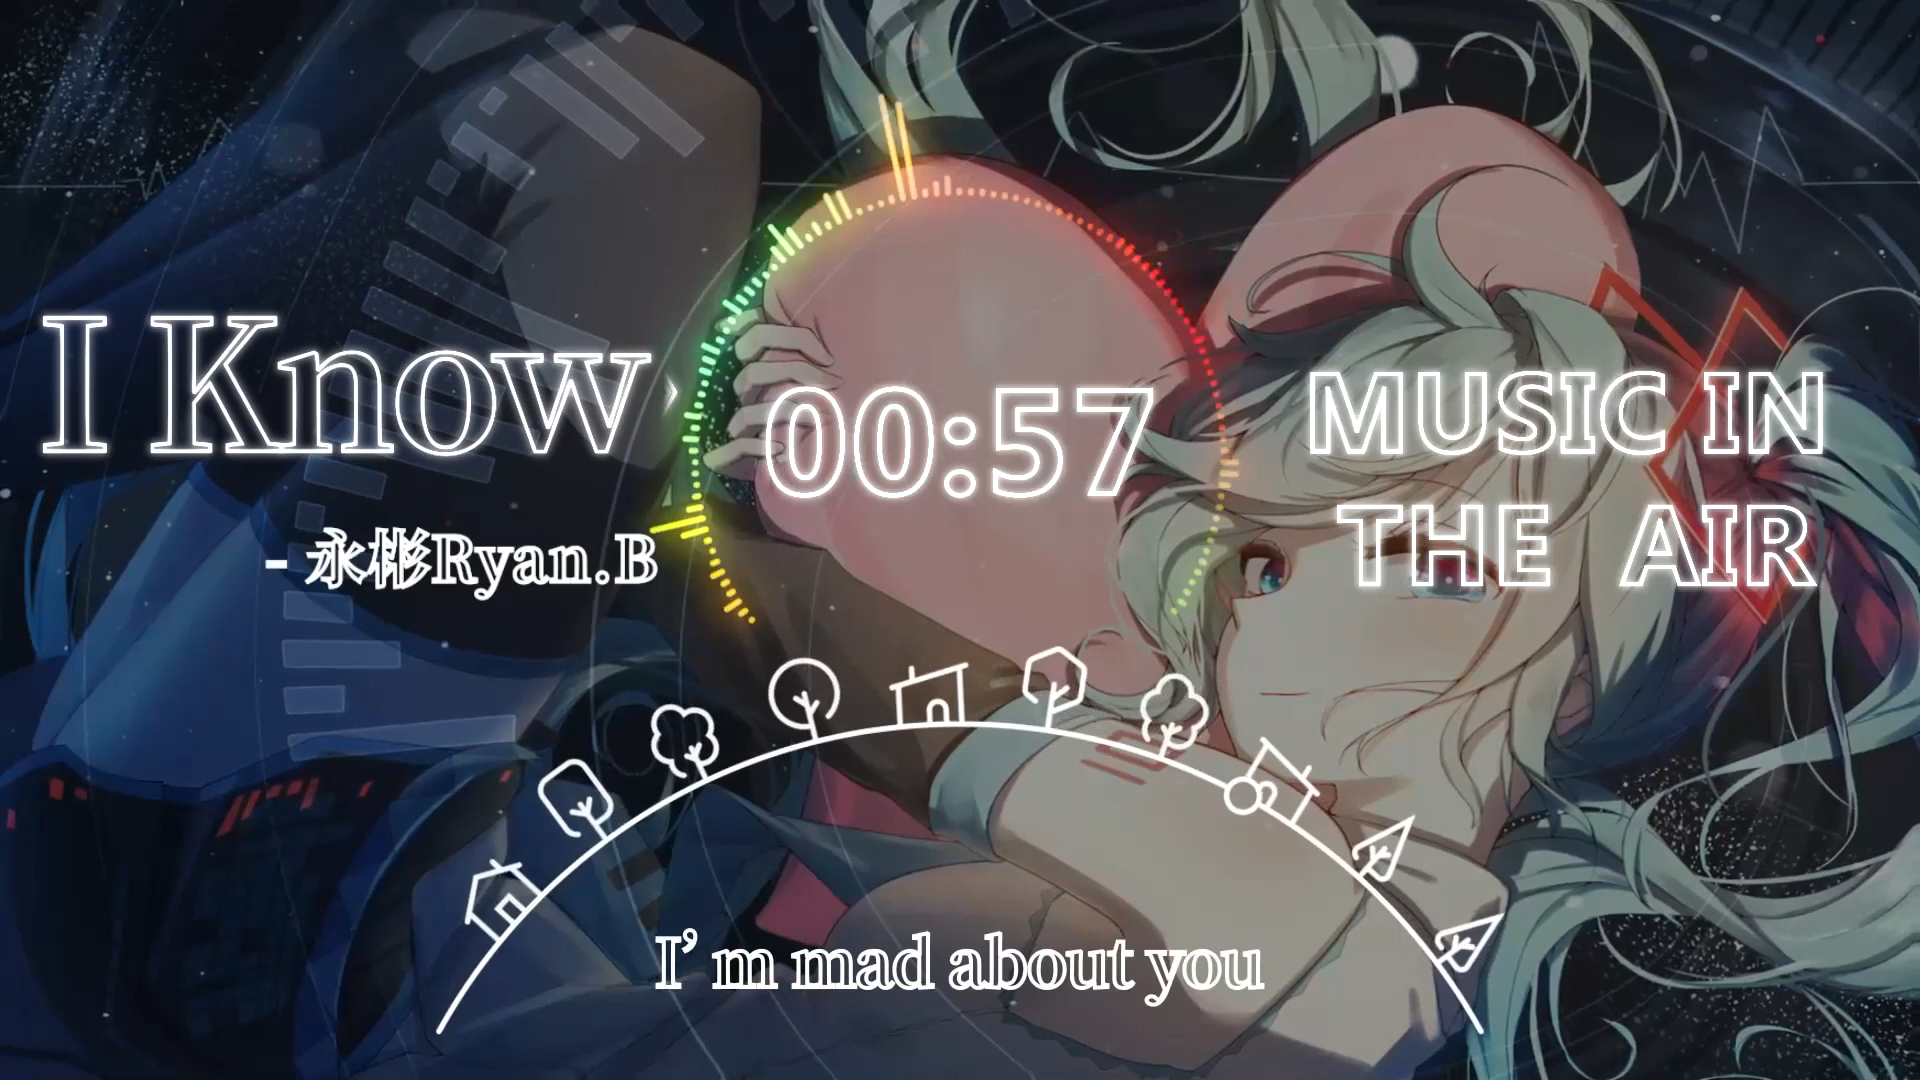 I Know
- 永彬Ryan.B
00:57
MUSIC IN
THE AIR
I’m mad about you